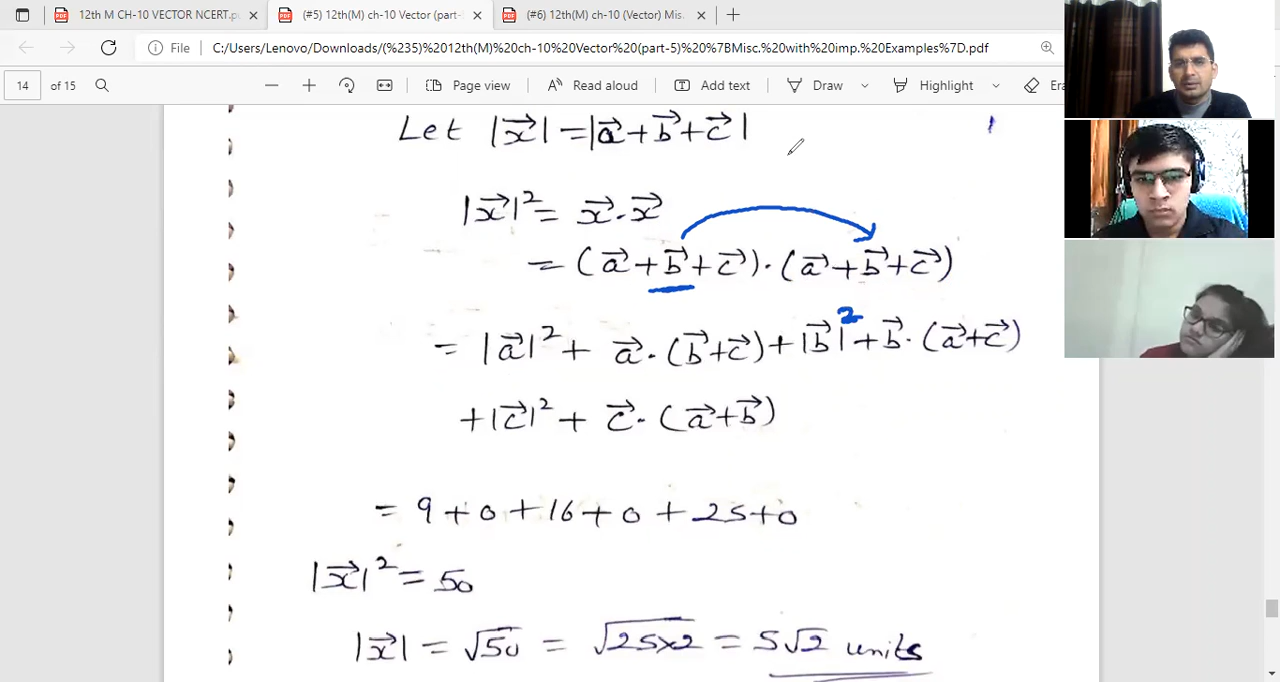 12th M CH-10 VECTOR NCERT.p
(#5) 12th(M) ch-10 Vector (part-
(#6) 12th(M) ch-10 (Vector) Mis
File
C:/Users/Lenovo/Downloads/(%235)%2012th(M)%20ch-10%20Vector%20(part-5)%20%7BMisc.%20with%20imp.%20Examples%7D.pdf
14 of 15
Page view
Read aloud
Add text
Draw
Highlight
Era
Let |x⃗| = |a⃗+b⃗+c⃗|
|x⃗|² = x⃗·x⃗
= (a⃗+b⃗+c⃗)·(a⃗+b⃗+c⃗)
= |a⃗|² + a⃗·(b⃗+c⃗)+|b⃗|²+b⃗·(a⃗+c⃗)
+|c⃗|² + c⃗·(a⃗+b⃗)
= 9+0+16+0+25+0
|x⃗|² = 50
|x⃗| = √50 = √25×2 = 5√2 units